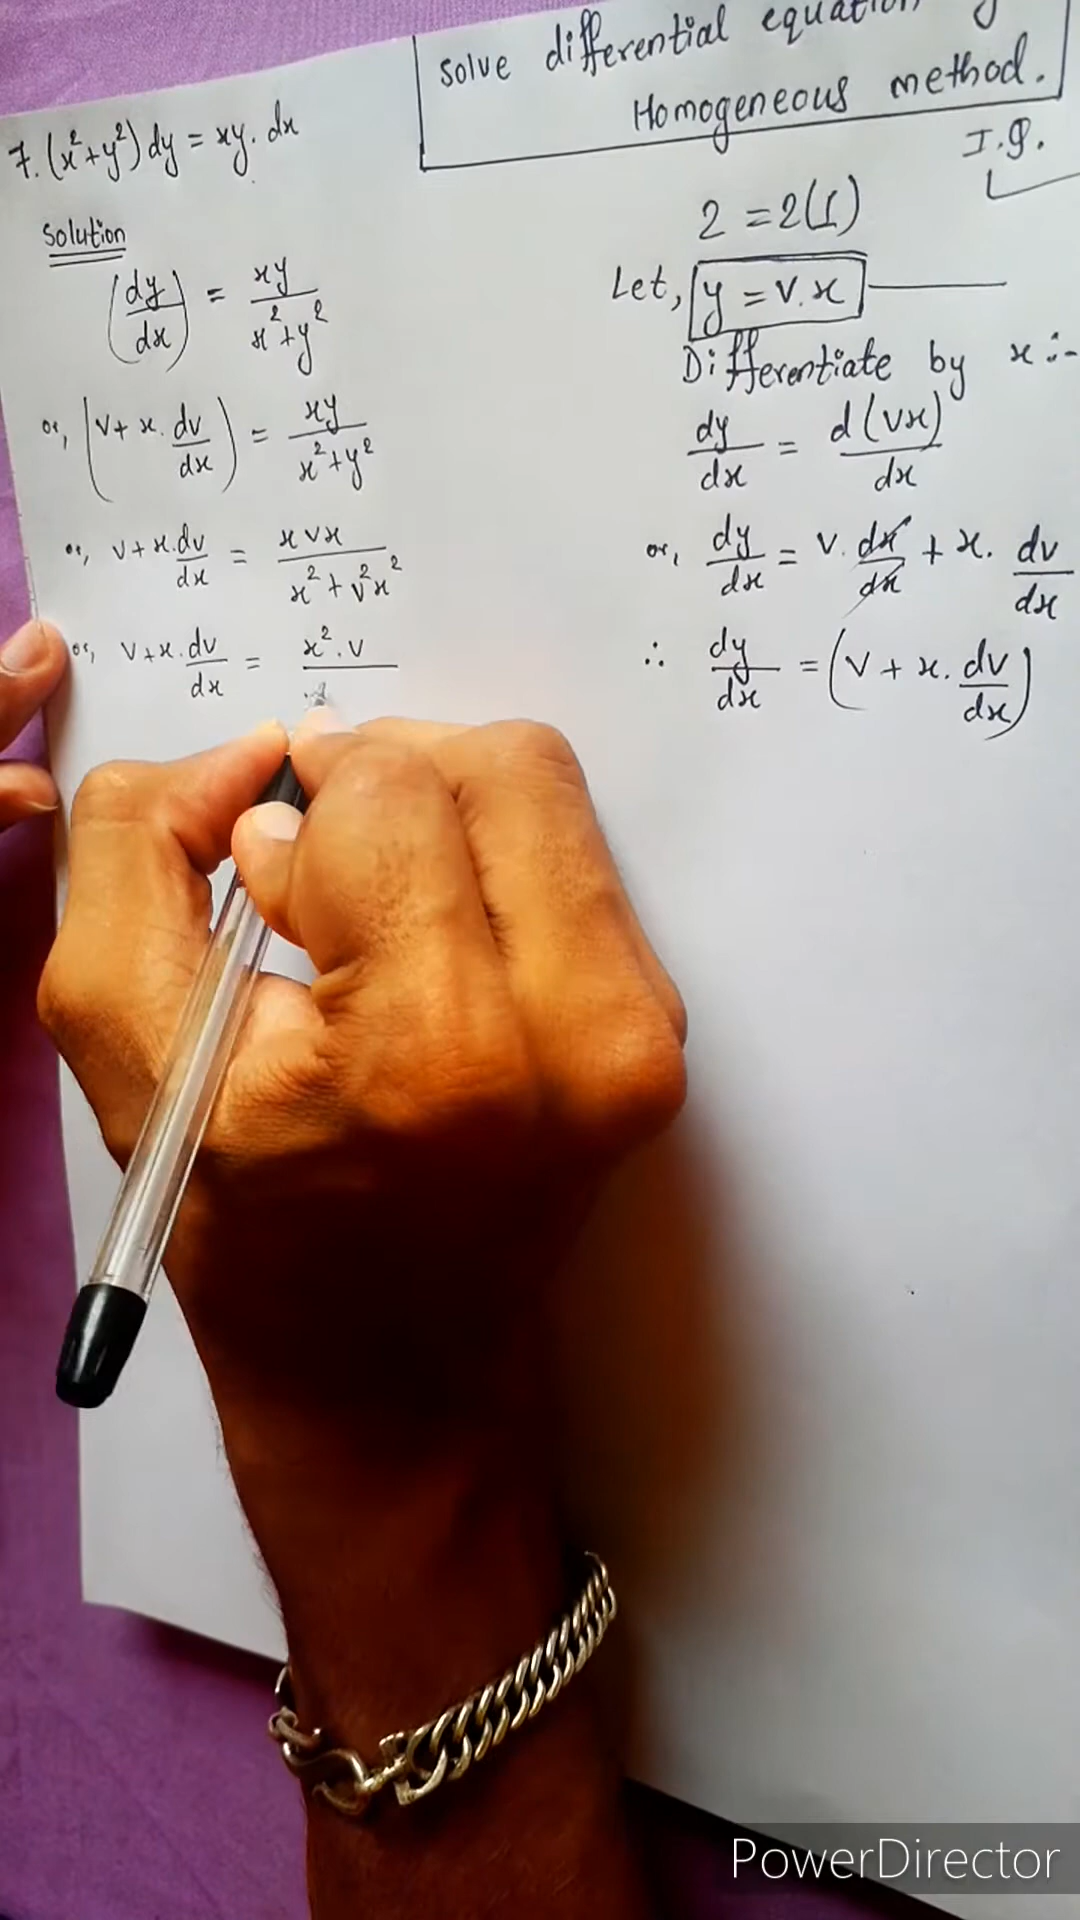 solve differential equation
Homogeneous method.
I.g.
7. (x²+y²) dy = xy. dx
Solution
(dy/dx) = xy/x²+y²
or, (v+ x. dv/dx) = xy/x²+y²
or, v+x.dv/dx = x v x/x²+v²x²
or, v+x.dv/dx = x².v
2 = 2(1)
Let, y = v.x
Differentiate by x :-
dy/dx = d(vx)/dx
or, dy/dx = v. dx/dx + x. dv/dx
∴ dy/dx = (v + x. dv/dx)
PowerDirector